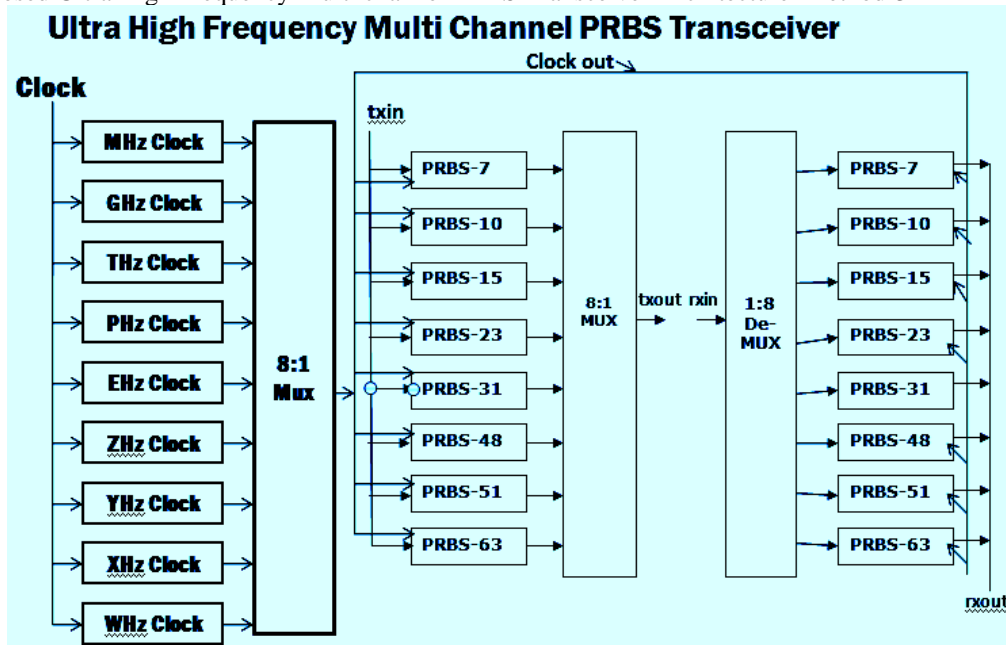 Ultra High Frequency Multi Channel PRBS Transceiver
Clock out
Clock
txin
MHz Clock
GHz Clock
THz Clock
PHz Clock
EHz Clock
ZHz Clock
YHz Clock
XHz Clock
WHz Clock
8:1
Mux
PRBS-7
PRBS-10
PRBS-15
PRBS-23
PRBS-31
PRBS-48
PRBS-51
PRBS-63
8:1
MUX
txout rxin
1:8
De-
MUX
PRBS-7
PRBS-10
PRBS-15
PRBS-23
PRBS-31
PRBS-48
PRBS-51
PRBS-63
rxout